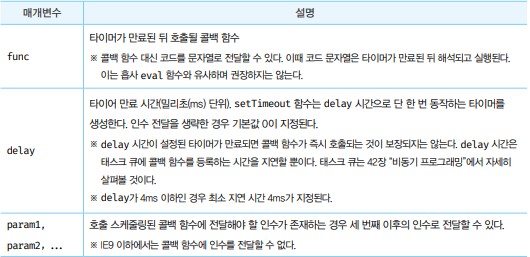 매개변수
설명
func
타이머가 만료된 뒤 호출될 콜백 함수
※ 콜백 함수 대신 코드를 문자열로 전달할 수 있다. 이때 코드 문자열은 타이머가 만료된 뒤 해석되고 실행된다.
이는 흡사 eval 함수와 유사하며 권장하지는 않는다.
delay
타이어 만료 시간(밀리초(ms) 단위). setTimeout 함수는 delay 시간으로 단 한 번 동작하는 타이머를
생성한다. 인수 전달을 생략한 경우 기본값 0이 지정된다.
※ delay 시간이 설정된 타이머가 만료되면 콜백 함수가 즉시 호출되는 것이 보장되지는 않는다. delay 시간은
태스크 큐에 콜백 함수를 등록하는 시간을 지연할 뿐이다. 태스크 큐는 42장 "비동기 프로그래밍"에서 자세히
살펴볼 것이다.
※ delay가 4ms 이하인 경우 최소 지연 시간 4ms가 지정된다.
param1,
param2, ...
호출 스케줄링된 콜백 함수에 전달해야 할 인수가 존재하는 경우 세 번째 이후의 인수로 전달할 수 있다.
※ IE9 이하에서는 콜백 함수에 인수를 전달할 수 없다.